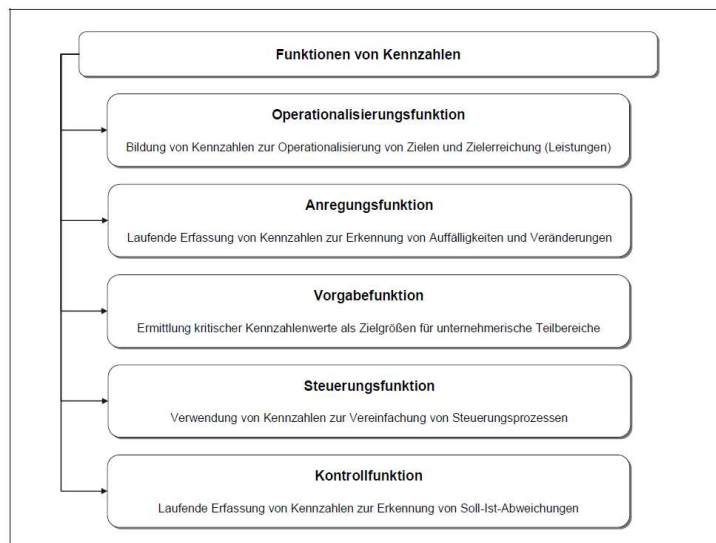 Funktionen von Kennzahlen
Operationalisierungsfunktion
Bildung von Kennzahlen zur Operationalisierung von Zielen und Zielerreichung (Leistungen)
Anregungsfunktion
Laufende Erfassung von Kennzahlen zur Erkennung von Auffälligkeiten und Veränderungen
Vorgabefunktion
Ermittlung kritischer Kennzahlenwerte als Zielgrößen für unternehmerische Teilbereiche
Steuerungsfunktion
Verwendung von Kennzahlen zur Vereinfachung von Steuerungsprozessen
Kontrollfunktion
Laufende Erfassung von Kennzahlen zur Erkennung von Soll-Ist-Abweichungen